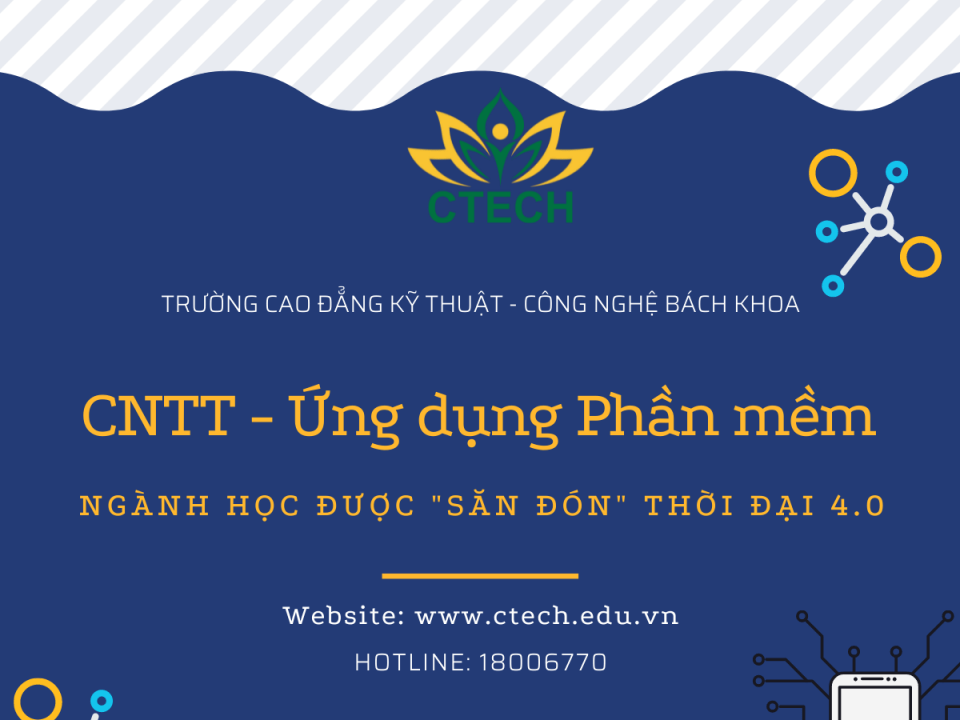 CTECH
TRƯỜNG CAO ĐẲNG KỸ THUẬT - CÔNG NGHỆ BÁCH KHOA
CNTT - Ứng dụng Phần mềm
NGÀNH HỌC ĐƯỢC "SĂN ĐÓN" THỜI ĐẠI 4.0
Website: www.ctech.edu.vn
HOTLINE: 18006770